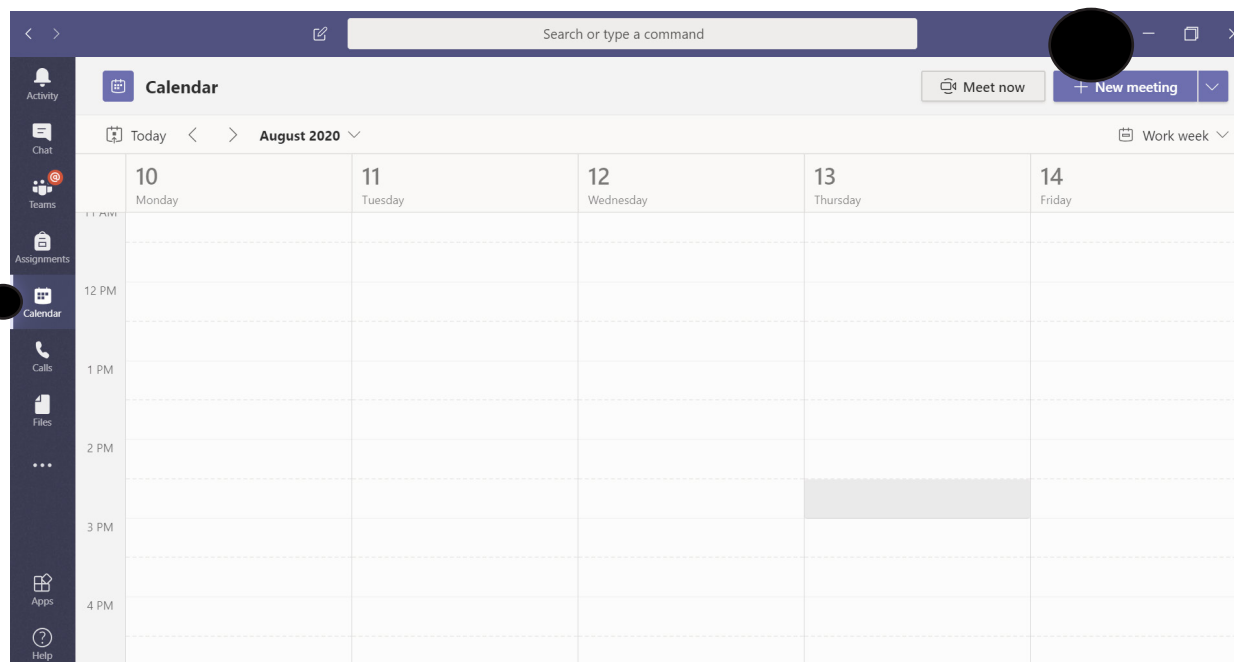 Search or type a command
Activity
Chat
@
Teams
Assignments
Calendar
Calls
Files
Apps
Help
Calendar
Meet now
New meeting
Today
August 2020
Work week
10
Monday
11
Tuesday
12
Wednesday
13
Thursday
14
Friday
11 AM
12 PM
1 PM
2 PM
3 PM
4 PM